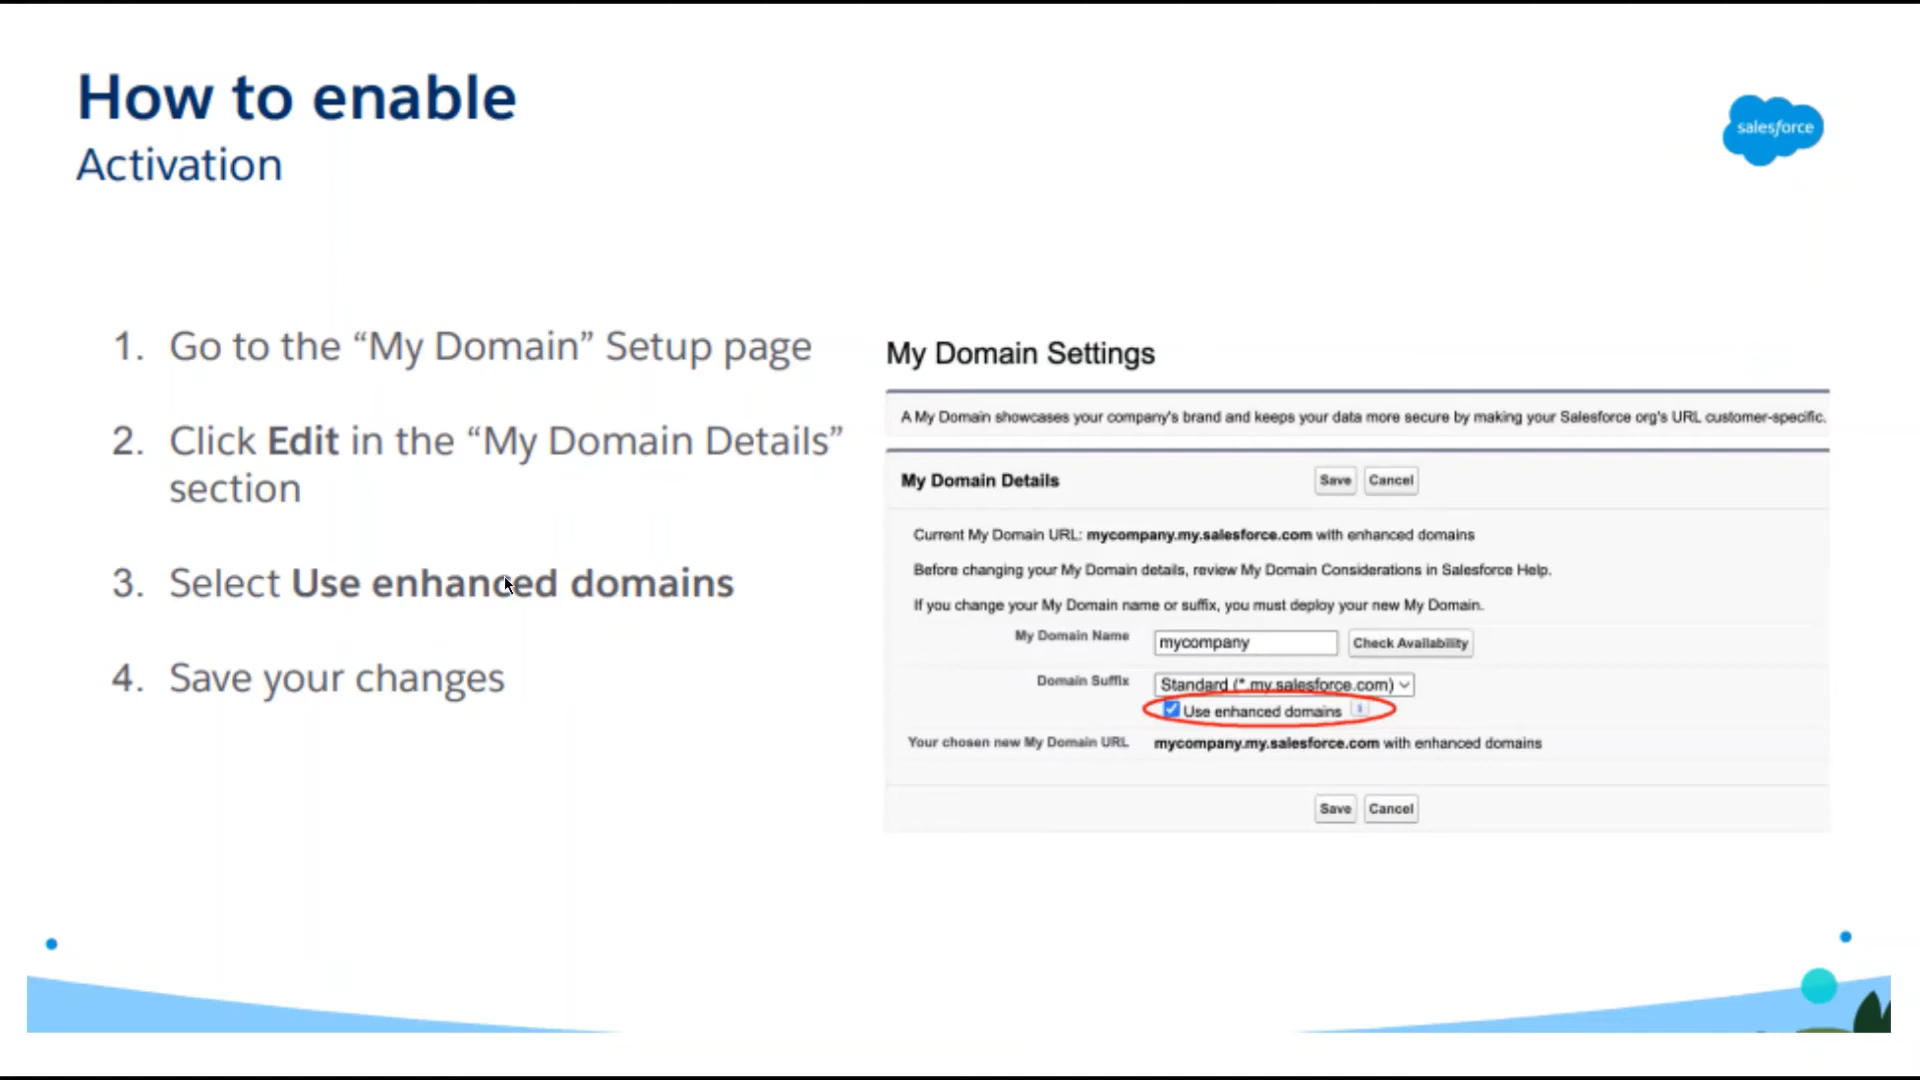 How to enable
Activation
salesforce
1. Go to the “My Domain” Setup page
2. Click Edit in the “My Domain Details”
section
3. Select Use enhanced domains
4. Save your changes
My Domain Settings
A My Domain showcases your company's brand and keeps your data more secure by making your Salesforce org's URL customer-specific.
My Domain Details Save Cancel
Current My Domain URL: mycompany.my.salesforce.com with enhanced domains
Before changing your My Domain details, review My Domain Considerations in Salesforce Help.
If you change your My Domain name or suffix, you must deploy your new My Domain.
My Domain Name mycompany Check Availability
Domain Suffix Standard (*.my.salesforce.com)
Use enhanced domains i
Your chosen new My Domain URL mycompany.my.salesforce.com with enhanced domains
Save Cancel